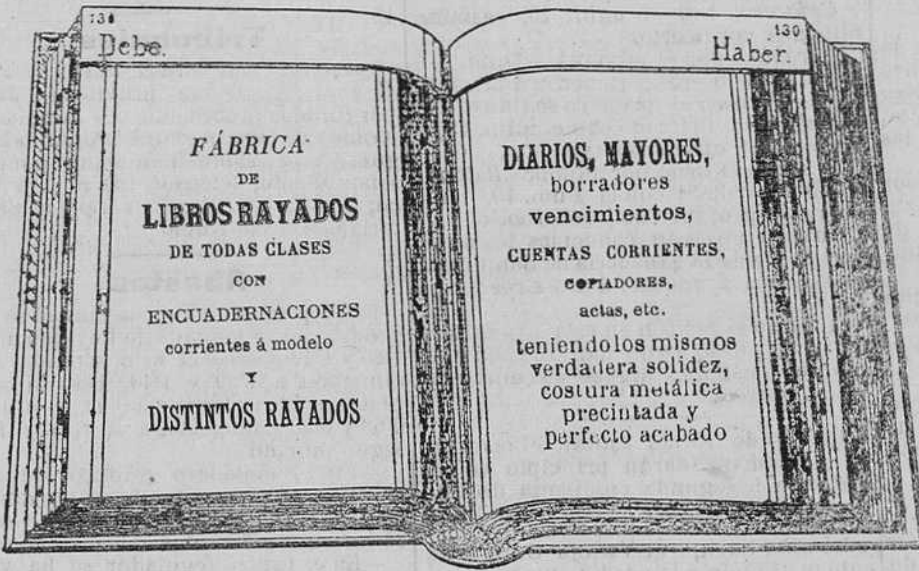 130
Debe.
FÁBRICA
DE
LIBROS RAYADOS
DE TODAS CLASES
CON
ENCUADERNACIONES
corrientes á modelo
Y
DISTINTOS RAYADOS
130
Haber.
DIARIOS, MAYORES,
borradores
vencimientos,
CUENTAS CORRIENTES,
COPIADORES,
actas, etc.
teniendo los mismos
verdadera solidez,
costura metálica
precintada y
perfecto acabado